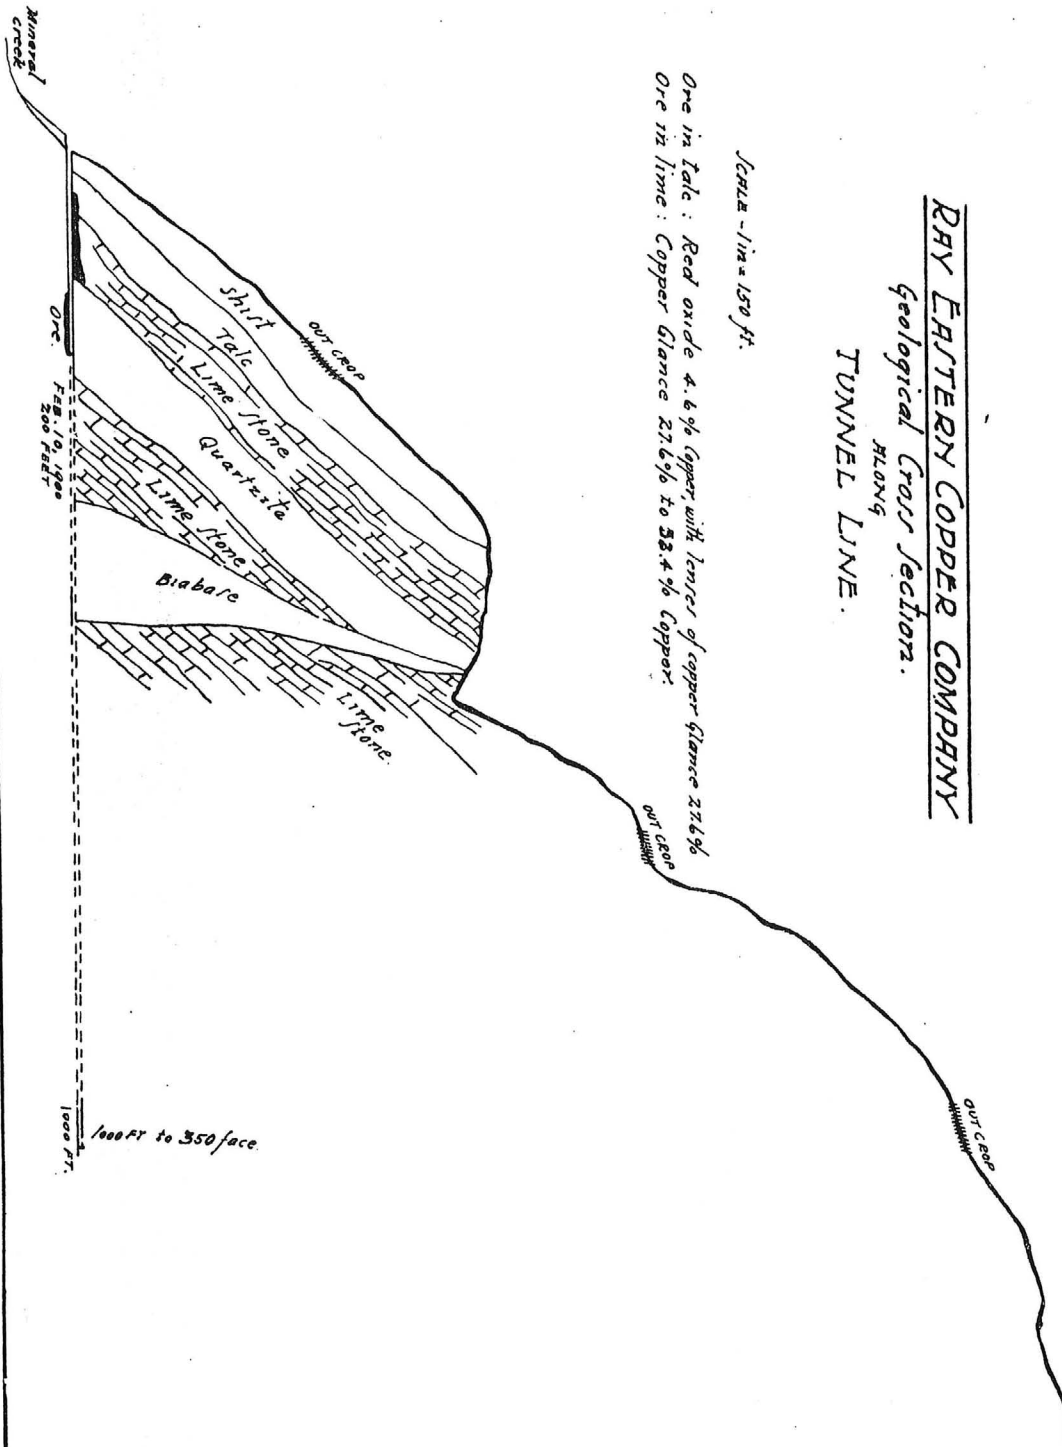 RAY EASTERN COPPER COMPANY
Geological Cross Section.
ALONG
TUNNEL LINE.
SCALE - 1in = 150 ft.
Ore in talc : Red oxide 4.6% Copper, with lenses of copper Glance 27.6%
Ore in lime : Copper Glance 27.6% to 38.4% Copper.
OUT CROP
OUT CROP
OUT CROP
Shist
Talc
Lime Stone
Quartzite
Lime Stone
Diabase
Lime
Stone.
Mineral
Creek
Ore.
FEB. 10, 1900
200 FEET
1000 FT to 350 face.
1000 FT.